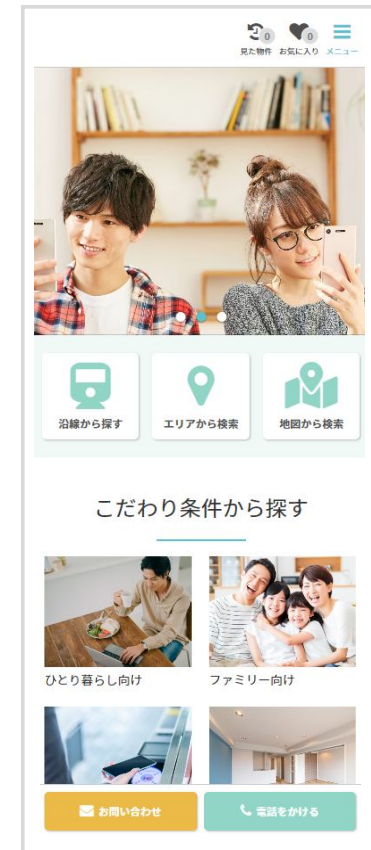 0
0
見た物件 お気に入り メニュー
沿線から探す
エリアから検索
地図から検索
こだわり条件から探す
ひとり暮らし向け
ファミリー向け
お問い合わせ
電話をかける